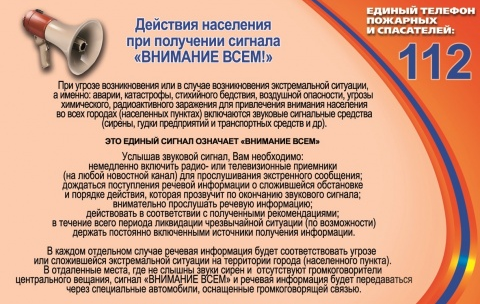 ЕДИНЫЙ ТЕЛЕФОН
ПОЖАРНЫХ
И СПАСАТЕЛЕЙ:
112
Действия населения
при получении сигнала
«ВНИМАНИЕ ВСЕМ!»
При угрозе возникновения или в случае возникновения экстремальной ситуации,
а именно: аварии, катастрофы, стихийного бедствия, воздушной опасности, угрозы
химического, радиоактивного заражения для привлечения внимания населения
во всех городах (населенных пунктах) включаются звуковые сигнальные средства
(сирены, гудки предприятий и транспортных средств и др).
ЭТО ЕДИНЫЙ СИГНАЛ ОЗНАЧАЕТ «ВНИМАНИЕ ВСЕМ»
Услышав звуковой сигнал, Вам необходимо:
немедленно включить радио- или телевизионные приемники
(на любой новостной канал) для прослушивания экстренного сообщения;
дождаться поступления речевой информации о сложившейся обстановке
и порядке действия, которая прозвучит по окончанию звукового сигнала;
внимательно прослушать речевую информацию;
действовать в соответствии с полученными рекомендациями;
в течение всего периода ликвидации чрезвычайной ситуации (по возможности)
держать постоянно включенными источники получения информации.
В каждом отдельном случае речевая информация будет соответствовать угрозе
или сложившейся экстремальной ситуации на территории города (населенного пункта).
В отдаленные места, где не слышны звуки сирен и отсутствуют громкоговорители
центрального вещания, сигнал «ВНИМАНИЕ ВСЕМ» и речевая информация будет передаваться
через специальные автомобили, оснащенные громкоговорящей связью.